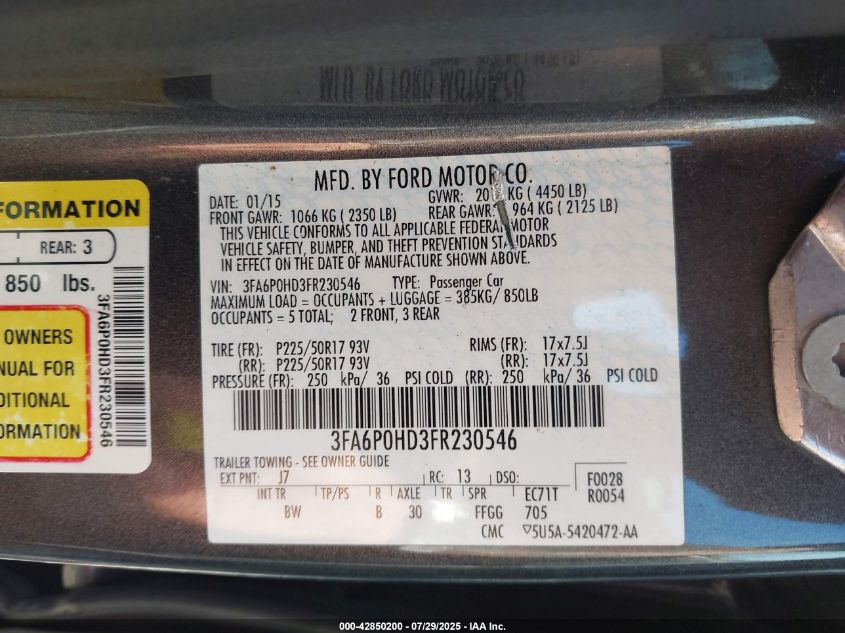 MFD. BY FORD MOTOR CO.
DATE: 01/15 GVWR: 20 KG ( 4450 LB)
FRONT GAWR: 1066 KG ( 2350 LB) REAR GAWR: 964 KG ( 2125 LB)
THIS VEHICLE CONFORMS TO ALL APPLICABLE FEDERAL MOTOR
VEHICLE SAFETY, BUMPER, AND THEFT PREVENTION STANDARDS
IN EFFECT ON THE DATE OF MANUFACTURE SHOWN ABOVE.
VIN: 3FA6P0HD3FR230546 TYPE: Passenger Car
MAXIMUM LOAD = OCCUPANTS + LUGGAGE = 385KG/ 850LB
OCCUPANTS = 5 TOTAL; 2 FRONT, 3 REAR
TIRE (FR): P225/50R17 93V RIMS (FR): 17x7.5J
(RR): P225/50R17 93V (RR): 17x7.5J
PRESSURE (FR): 250 kPa/ 36 PSI COLD (RR): 250 kPa/ 36 PSI COLD
3FA6P0HD3FR230546
TRAILER TOWING - SEE OWNER GUIDE
EXT PNT: J7 RC: 13 DSO: F0028
R0054
INT TR TP/PS R AXLE TR SPR EC71T
BW B 30 FFGG 705
CMC ▽5U5A-5420472-AA
FORMATION
REAR: 3
850 lbs.
OWNERS
NUAL FOR
DITIONAL
FORMATION
3FA6P0HD3FR230546
000-42850200 — 07/29/2025 — IAA Inc.